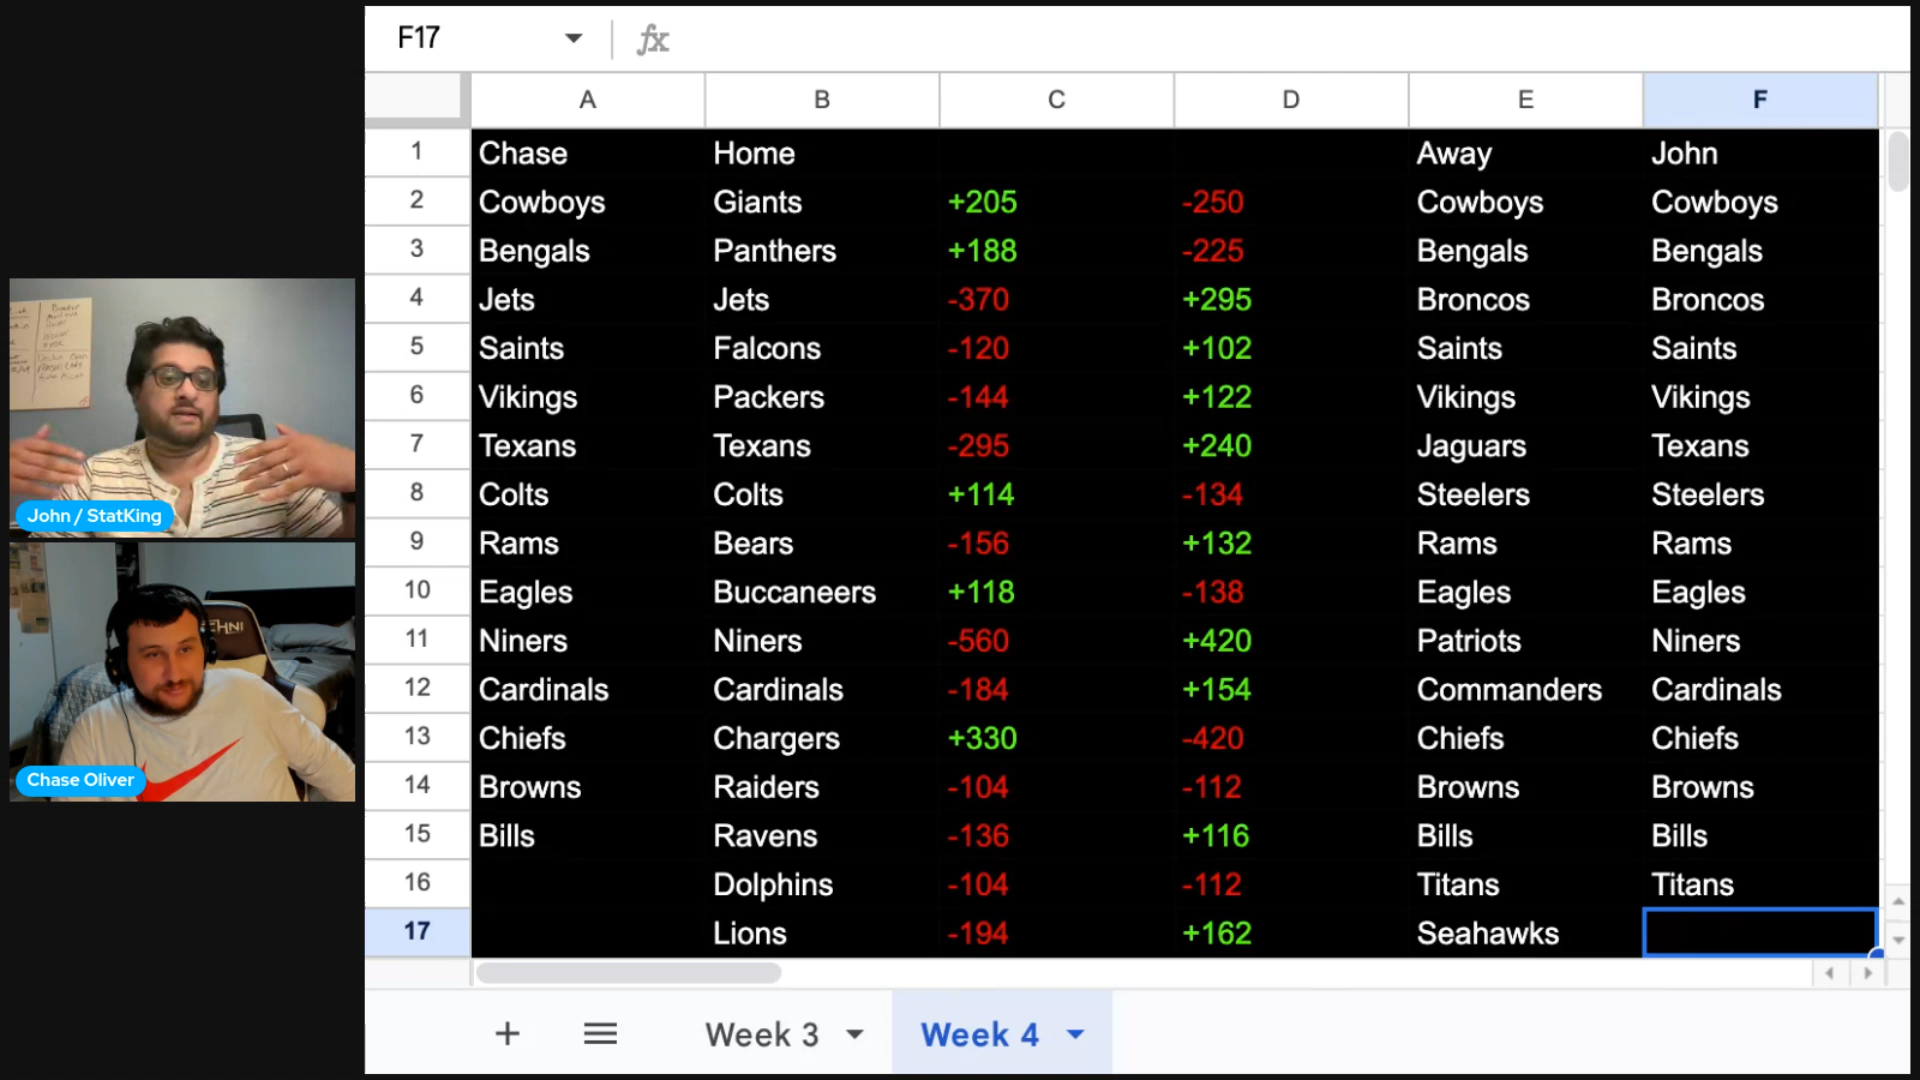 F17
fx
A B C D E F
1 Chase Home Away John
2 Cowboys Giants +205 -250 Cowboys Cowboys
3 Bengals Panthers +188 -225 Bengals Bengals
4 Jets Jets -370 +295 Broncos Broncos
5 Saints Falcons -120 +102 Saints Saints
6 Vikings Packers -144 +122 Vikings Vikings
7 Texans Texans -295 +240 Jaguars Texans
8 Colts Colts +114 -134 Steelers Steelers
9 Rams Bears -156 +132 Rams Rams
10 Eagles Buccaneers +118 -138 Eagles Eagles
11 Niners Niners -560 +420 Patriots Niners
12 Cardinals Cardinals -184 +154 Commanders Cardinals
13 Chiefs Chargers +330 -420 Chiefs Chiefs
14 Browns Raiders -104 -112 Browns Browns
15 Bills Ravens -136 +116 Bills Bills
16 Dolphins -104 -112 Titans Titans
17 Lions -194 +162 Seahawks
John / StatKing
Chase Oliver
+ Week 3 Week 4